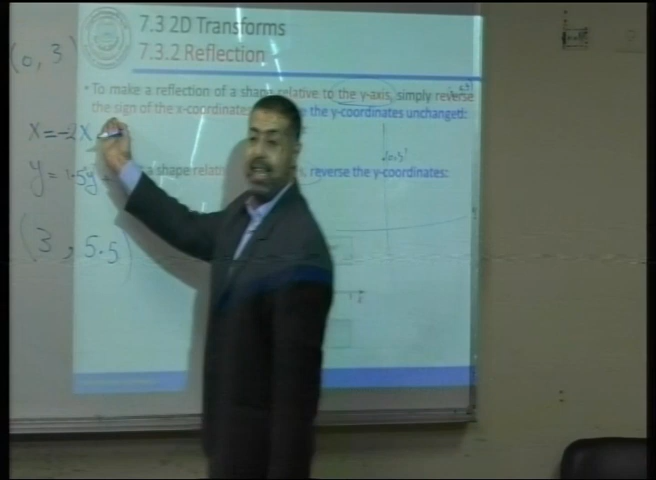 7.3 2D Transforms
7.3.2 Reflection
(0, 3)
• To make a reflection of a shape relative to the y-axis, simply reverse
the sign of the x-coordinates the y-coordinates unchanged:
x = -2x
a shape relati reverse the y-coordinates:
y = 1.5y
(3, 5.5)